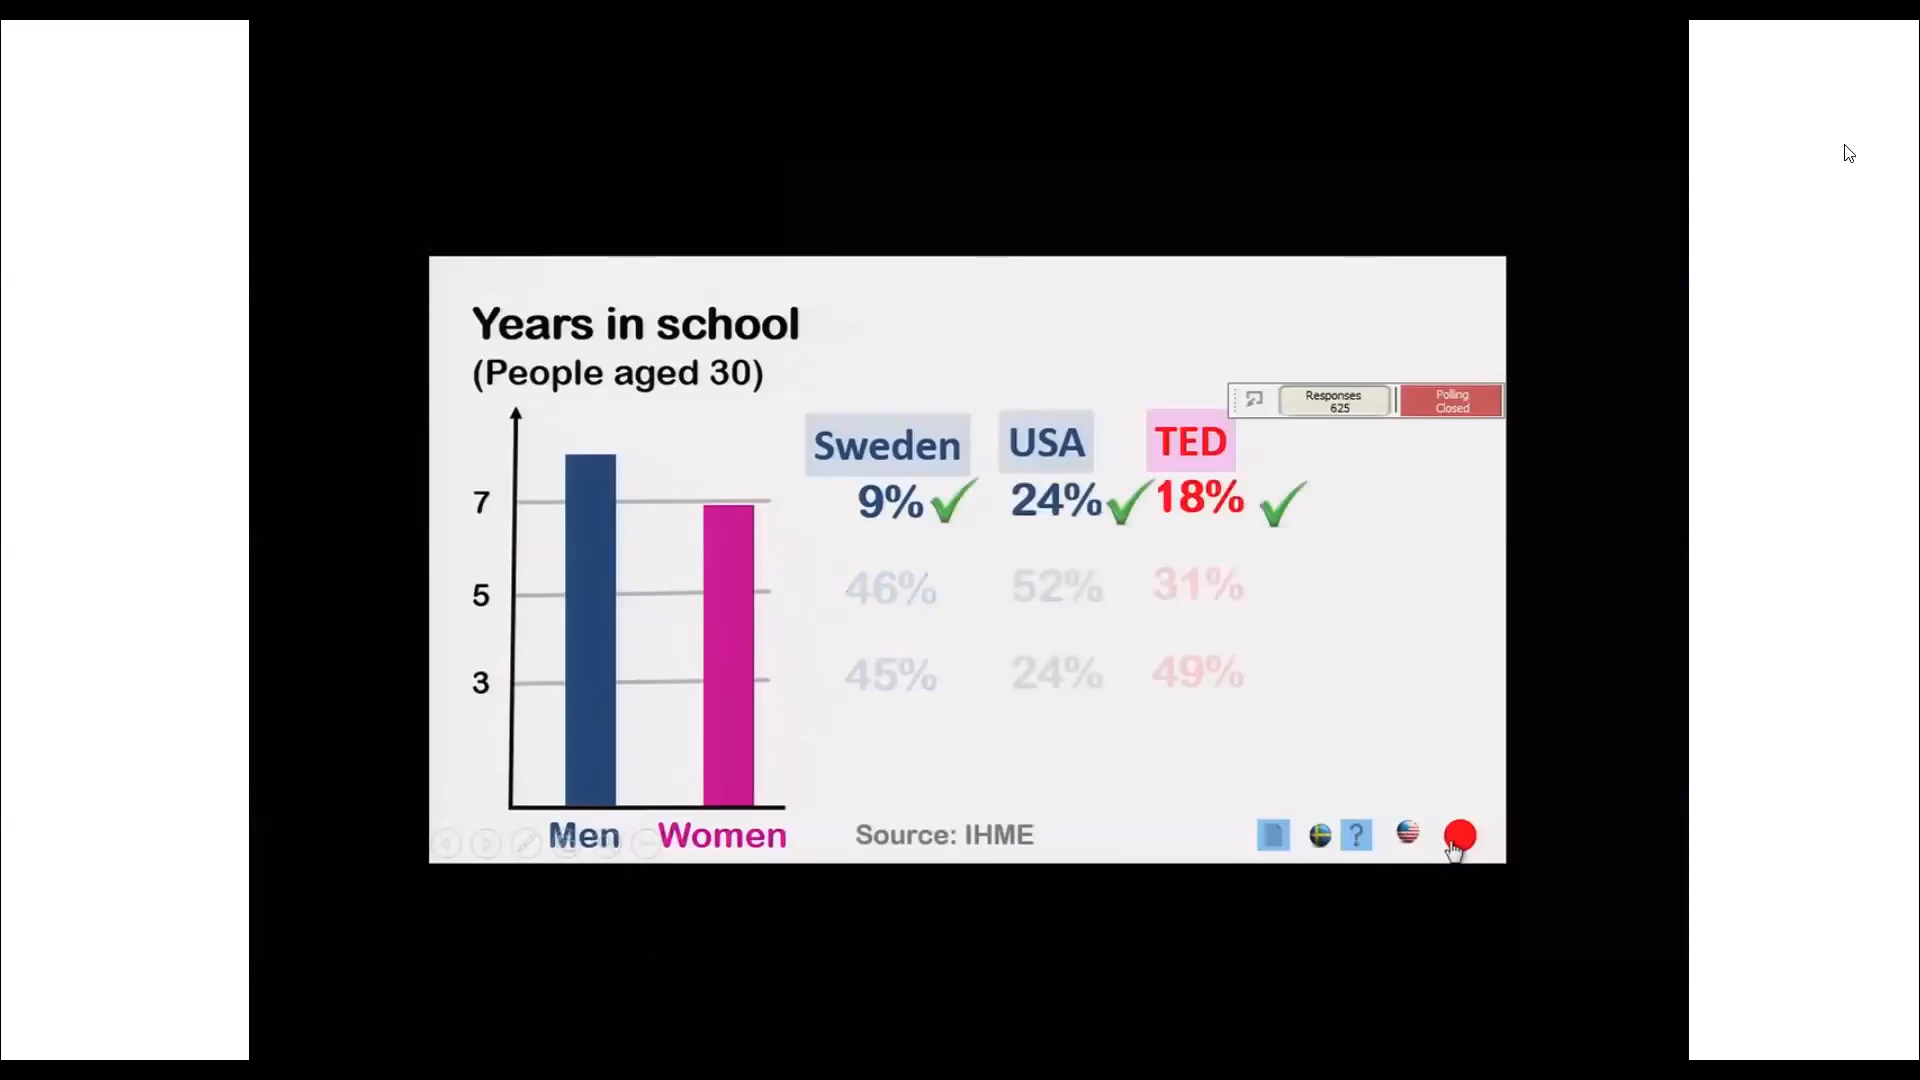 Years in school
(People aged 30)
Responses
625
Polling
Closed
Sweden USA TED
7 9% 24% 18%
5 46% 52% 31%
3 45% 24% 49%
Men Women
Source: IHME
?